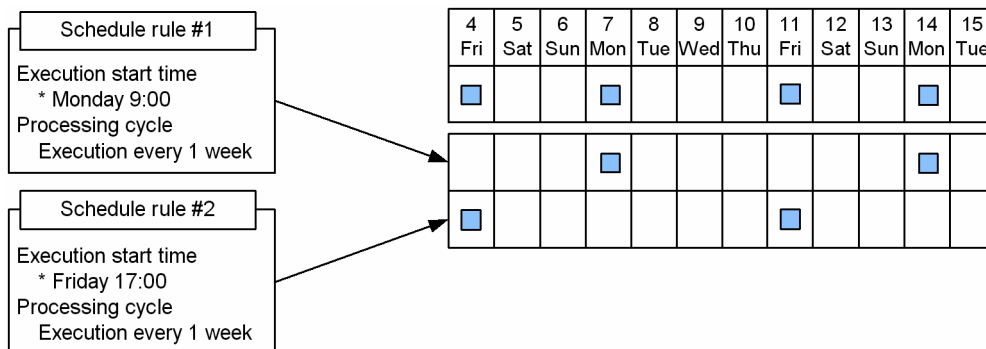 Schedule rule #1
Execution start time
* Monday 9:00
Processing cycle
Execution every 1 week
Schedule rule #2
Execution start time
* Friday 17:00
Processing cycle
Execution every 1 week
4 5 6 7 8 9 10 11 12 13 14 15
Fri Sat Sun Mon Tue Wed Thu Fri Sat Sun Mon Tue